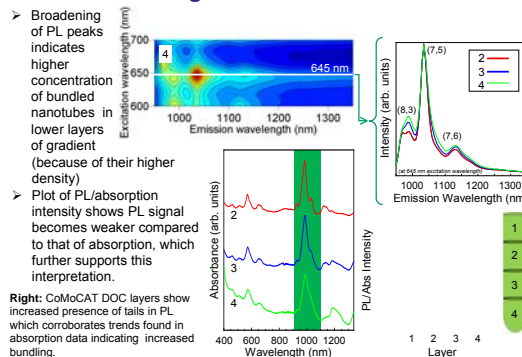 ➢ Broadening
of PL peaks
indicates
higher
concentration
of bundled
nanotubes in
lower layers
of gradient
(because of their higher
density)
➢ Plot of PL/absorption
intensity shows PL signal
becomes weaker compared
to that of absorption, which
further supports this
interpretation.
Right: CoMoCAT DOC layers show
increased presence of tails in PL
which corroborates trends found in
absorption data indicating increased
bundling.
Excitation wavelength (nm)
700
650
600
4
645 nm
1000 1100 1200 1300
Emission wavelength (nm)
Absorbance (arb. units)
2
3
4
400 600 800 1000 1200
Wavelength (nm)
PL/Abs Intensity
Intensity (arb. units)
(7,5)
(8,3)
(7,6)
2
3
4
(at 645 nm excitation wavelength)
1000 1100 1200 1300
Emission Wavelength (nm)
1
2
3
4
1 2 3 4
Layer